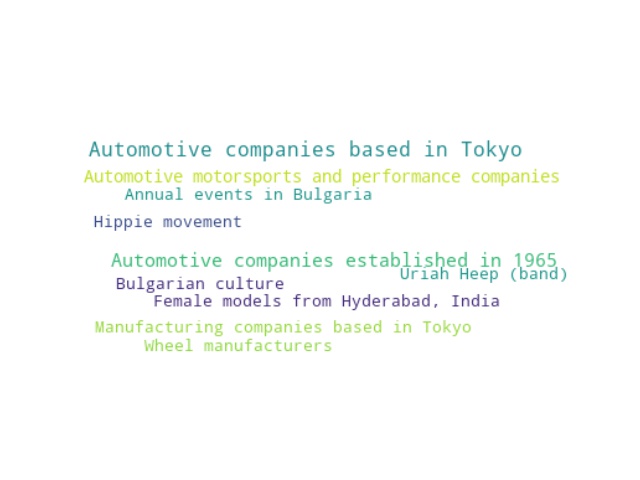 Automotive companies based in Tokyo
Automotive motorsports and performance companies
Annual events in Bulgaria
Hippie movement
Automotive companies established in 1965
Uriah Heep (band)
Bulgarian culture
Female models from Hyderabad, India
Manufacturing companies based in Tokyo
Wheel manufacturers